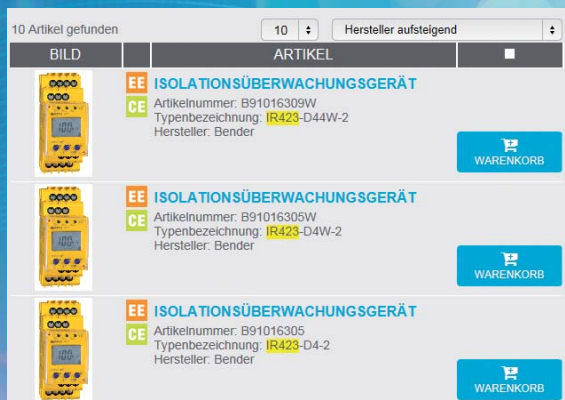 10 Artikel gefunden
10
Hersteller aufsteigend
BILD
ARTIKEL
EE
ISOLATIONSÜBERWACHUNGSGERÄT
CE
Artikelnummer: B91016309W
Typenbezeichnung: IR423-D44W-2
Hersteller: Bender
WARENKORB
EE
ISOLATIONSÜBERWACHUNGSGERÄT
CE
Artikelnummer: B91016305W
Typenbezeichnung: IR423-D4W-2
Hersteller: Bender
WARENKORB
EE
ISOLATIONSÜBERWACHUNGSGERÄT
CE
Artikelnummer: B91016305
Typenbezeichnung: IR423-D4-2
Hersteller: Bender
WARENKORB